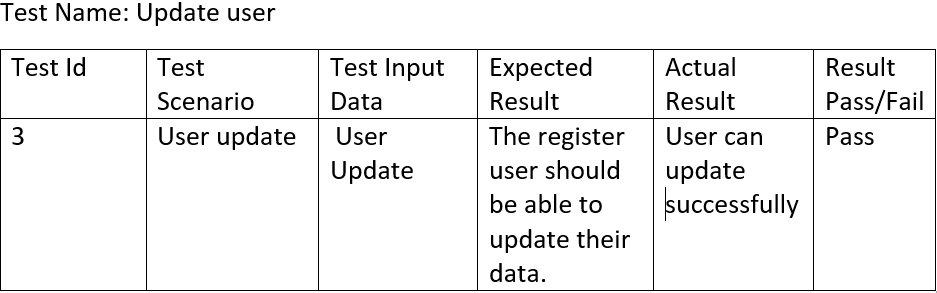 Test Name: Update user
Test Id
Test
Scenario
Test Input
Data
Expected
Result
Actual
Result
Result
Pass/Fail
3
User update
User
Update
The register
user should
be able to
update their
data.
User can
update
successfully
Pass